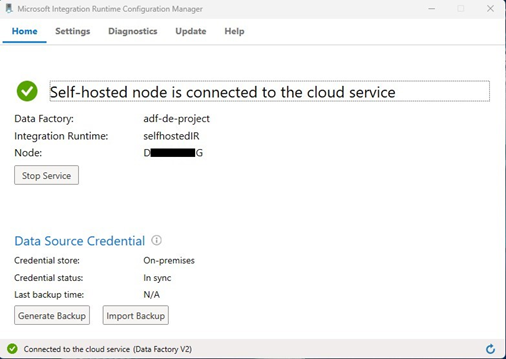 Microsoft Integration Runtime Configuration Manager
Home Settings Diagnostics Update Help
Self-hosted node is connected to the cloud service
Data Factory: adf-de-project
Integration Runtime: selfhostedIR
Node: D G
Stop Service
Data Source Credential
Credential store: On-premises
Credential status: In sync
Last backup time: N/A
Generate Backup Import Backup
Connected to the cloud service (Data Factory V2)